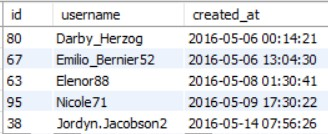 id username created_at
80 Darby_Herzog 2016-05-06 00:14:21
67 Emilio_Bernier52 2016-05-06 13:04:30
63 Elenor88 2016-05-08 01:30:41
95 Nicole71 2016-05-09 17:30:22
38 Jordyn.Jacobson2 2016-05-14 07:56:26